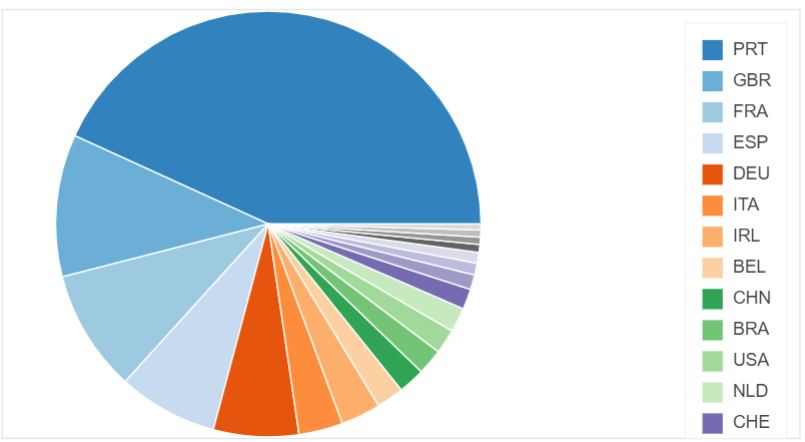 PRT
GBR
FRA
ESP
DEU
ITA
IRL
BEL
CHN
BRA
USA
NLD
CHE